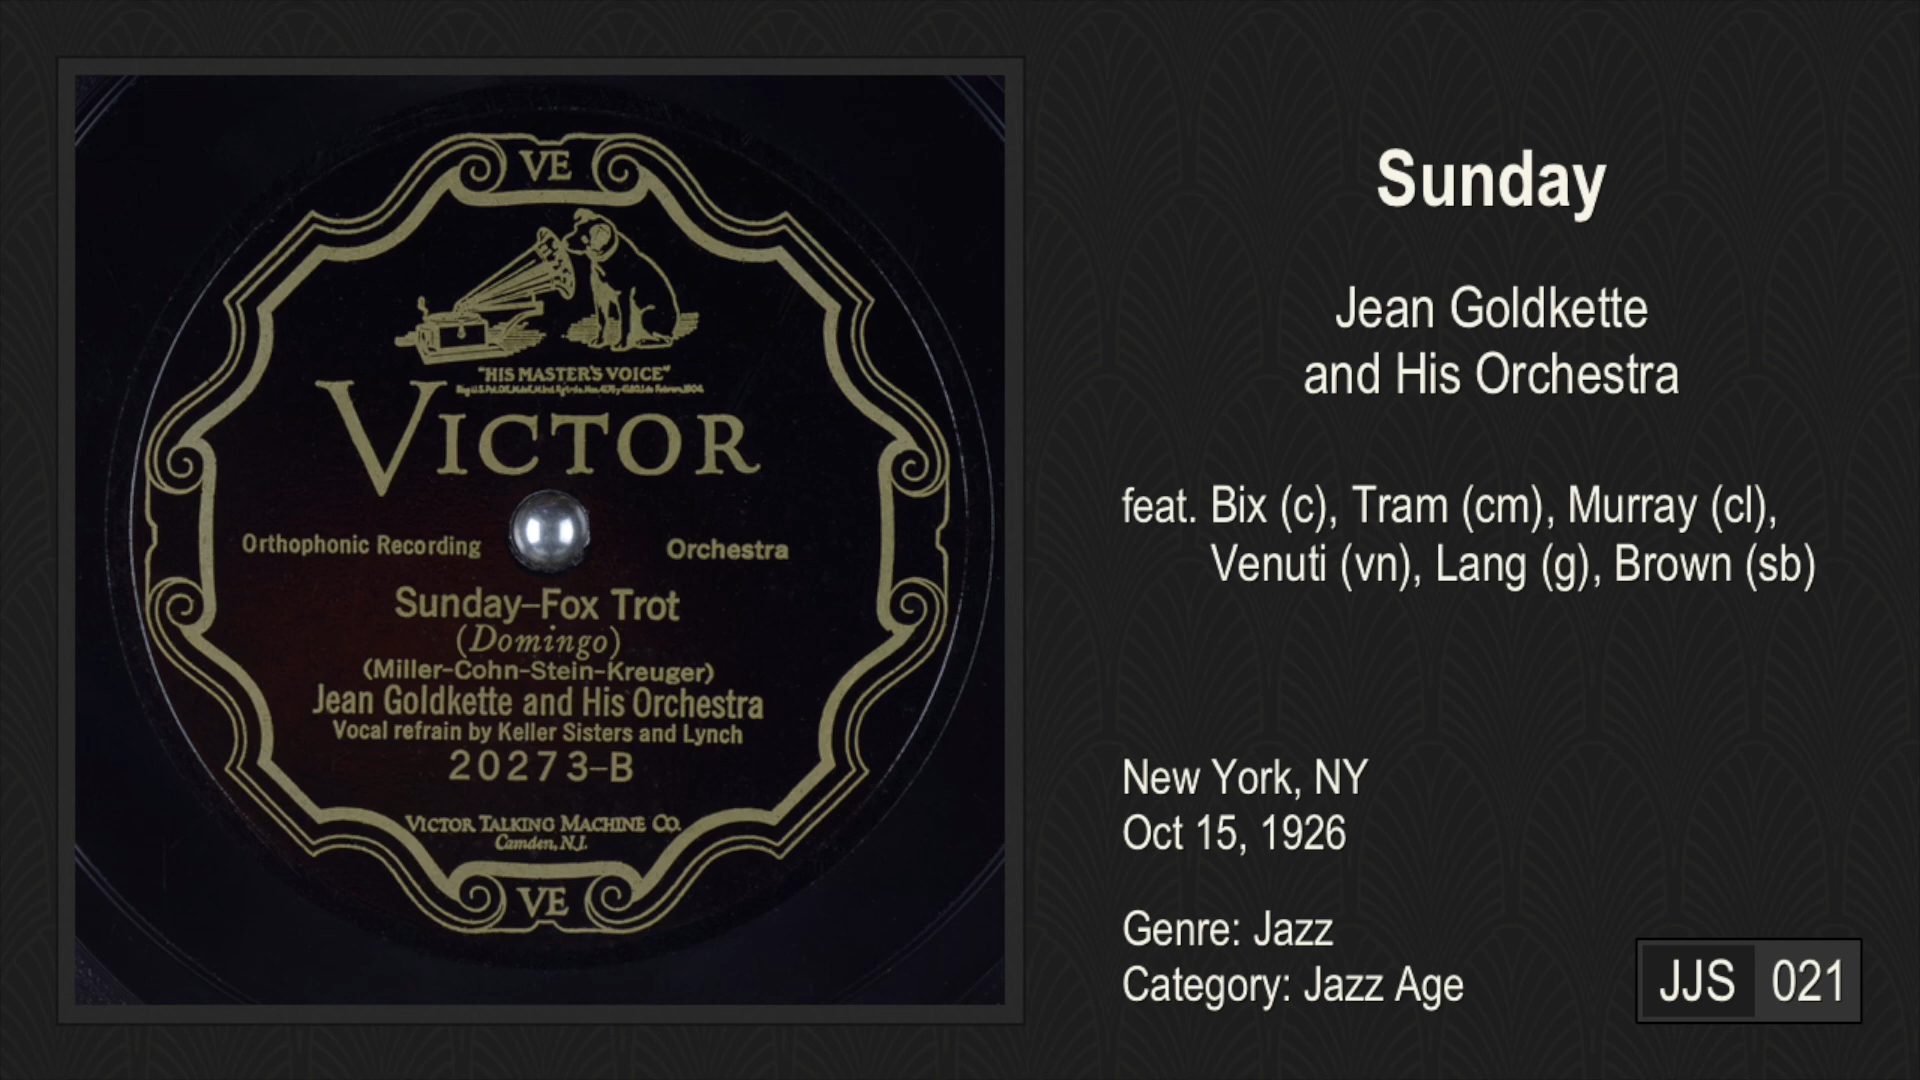 VE
"HIS MASTER'S VOICE"
VICTOR
Orthophonic Recording
Orchestra
Sunday–Fox Trot
(Domingo)
(Miller–Cohn–Stein–Kreuger)
Jean Goldkette and His Orchestra
Vocal refrain by Keller Sisters and Lynch
20273–B
VICTOR TALKING MACHINE CO.
Camden, N.J.
VE
Sunday
Jean Goldkette
and His Orchestra
feat. Bix (c), Tram (cm), Murray (cl),
Venuti (vn), Lang (g), Brown (sb)
New York, NY
Oct 15, 1926
Genre: Jazz
Category: Jazz Age
JJS 021